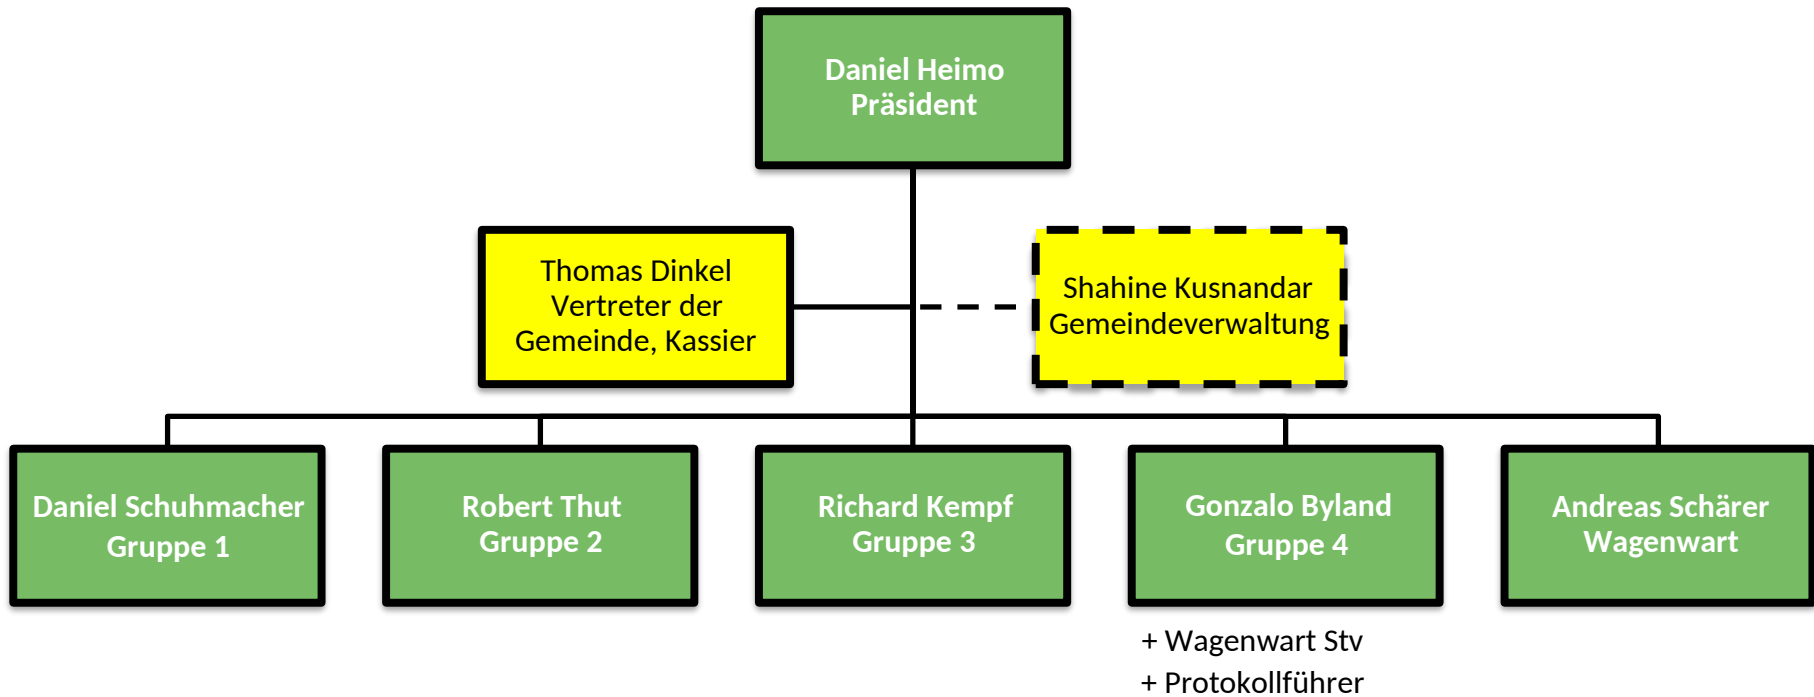 Daniel Heimo
Präsident
Thomas Dinkel
Vertreter der
Gemeinde, Kassier
Shahine Kusnandar
Gemeindeverwaltung
Daniel Schuhmacher
Gruppe 1
Robert Thut
Gruppe 2
Richard Kempf
Gruppe 3
Gonzalo Byland
Gruppe 4
Andreas Schärer
Wagenwart
+ Wagenwart Stv
+ Protokollführer